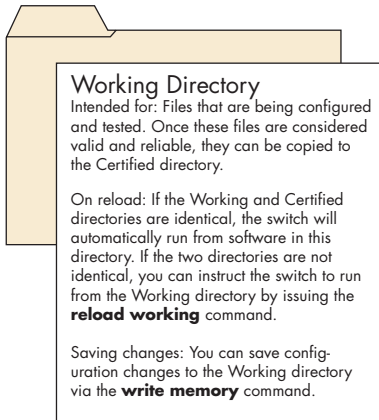 Working Directory
Intended for: Files that are being configured
and tested. Once these files are considered
valid and reliable, they can be copied to
the Certified directory.
On reload: If the Working and Certified
directories are identical, the switch will
automatically run from software in this
directory. If the two directories are not
identical, you can instruct the switch to run
from the Working directory by issuing the
reload working command.
Saving changes: You can save config-
uration changes to the Working directory
via the write memory command.